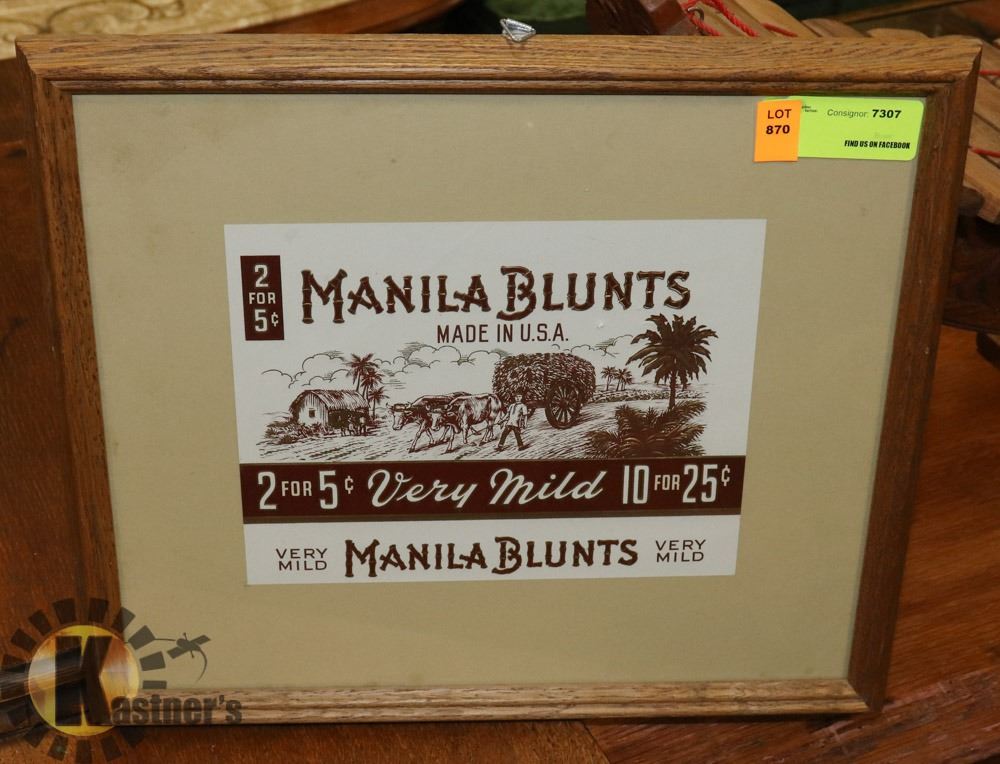 LOT
870
Consignor: 7307
FIND US ON FACEBOOK
2
FOR
5¢
MANILA BLUNTS
MADE IN U.S.A.
2 FOR 5¢ Very Mild 10 FOR 25¢
VERY
MILD
MANILA BLUNTS
VERY
MILD
Kastner's